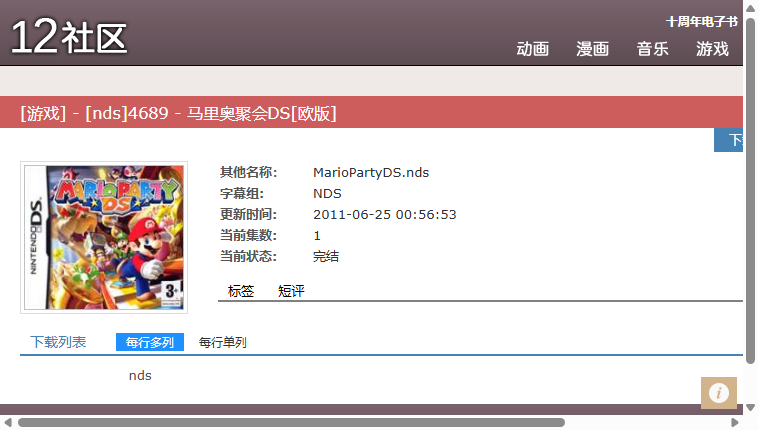 12社区
十周年电子书
动画 漫画 音乐 游戏
[游戏] - [nds]4689 - 马里奥聚会DS[欧版]
下
NINTENDO DS.
MARIO PARTY
DS
3+
其他名称: MarioPartyDS.nds
字幕组: NDS
更新时间: 2011-06-25 00:56:53
当前集数: 1
当前状态: 完结
标签 短评
下载列表 每行多列 每行单列
nds
i